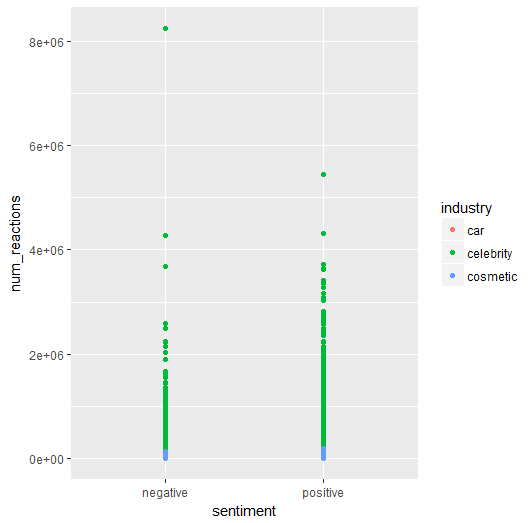 8e+06
6e+06
4e+06
2e+06
0e+00
num_reactions
negative
positive
sentiment
industry
car
celebrity
cosmetic